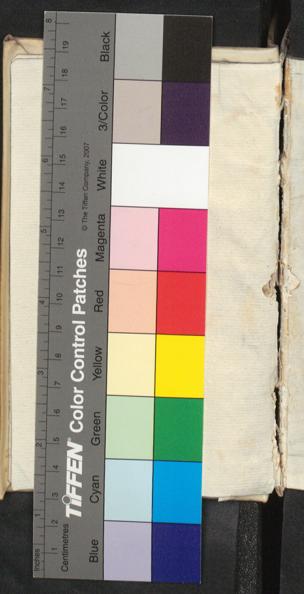 Inches 1 2 3 4 5 6 7 8
Centimetres 1 2 3 4 5 6 7 8 9 10 11 12 13 14 15 16 17 18 19
TIFFEN Color Control Patches © The Tiffen Company, 2007
Blue Cyan Green Yellow Red Magenta White 3/Color Black